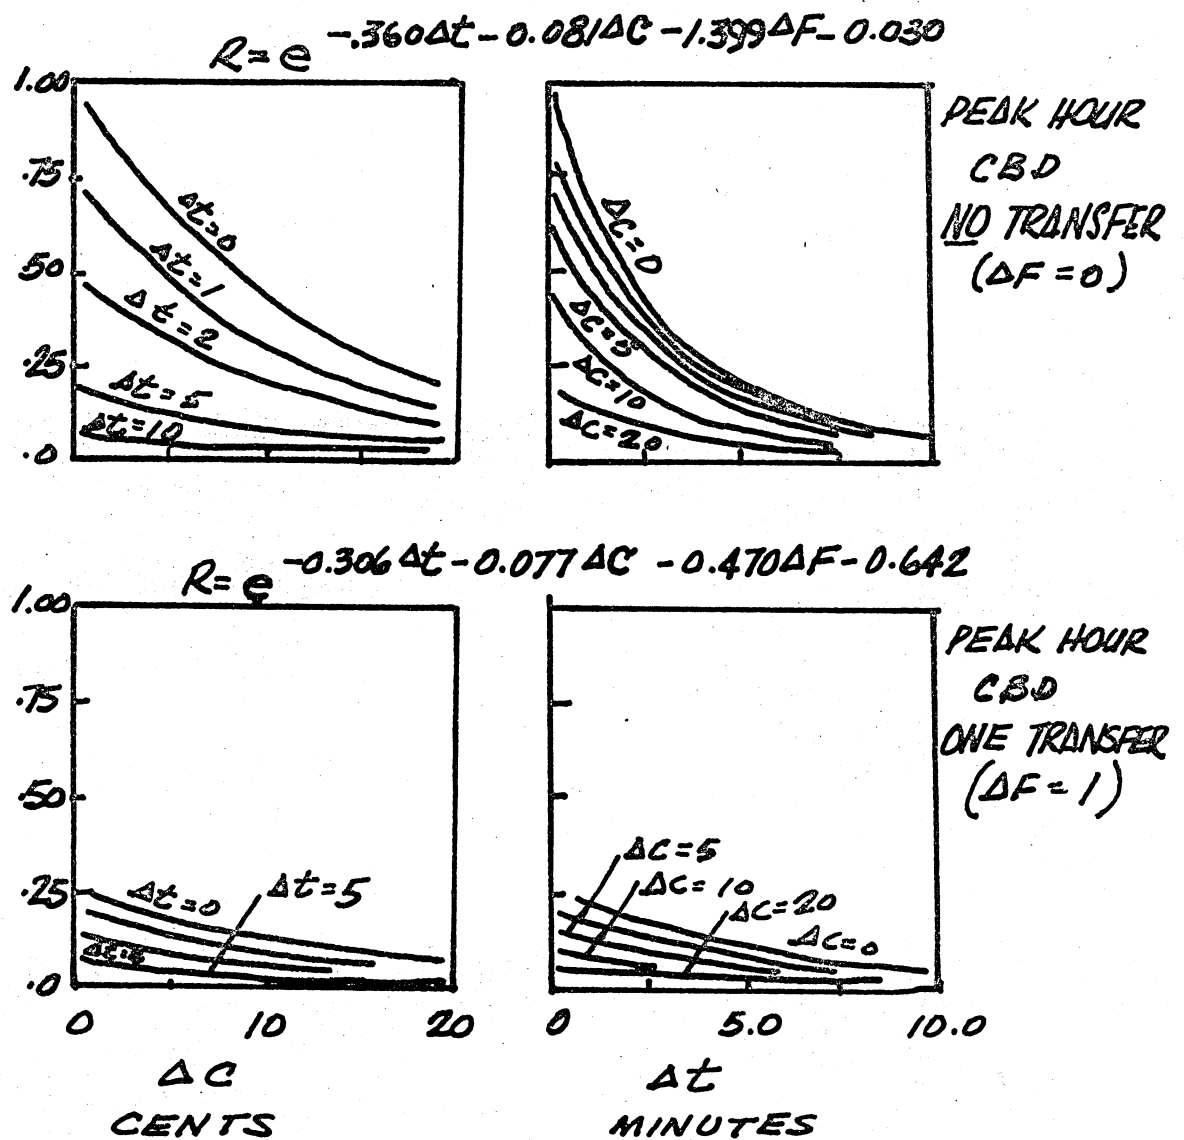 R = e -.360Δt - 0.081ΔC - 1.399ΔF - 0.030
1.00
.75
.50
.25
.0
Δt=0
Δt=1
Δt=2
Δt=5
Δt=10
ΔC=0
ΔC=5
ΔC=10
ΔC=20
PEAK HOUR
CBD
NO TRANSFER
(ΔF=0)
R = e -0.306Δt - 0.077ΔC - 0.470ΔF - 0.642
1.00
.75
.50
.25
.0
Δt=0
Δt=5
ΔC=5
ΔC=10
ΔC=20
ΔC=0
PEAK HOUR
CBD
ONE TRANSFER
(ΔF=1)
0 10 20
0 5.0 10.0
ΔC
CENTS
Δt
MINUTES